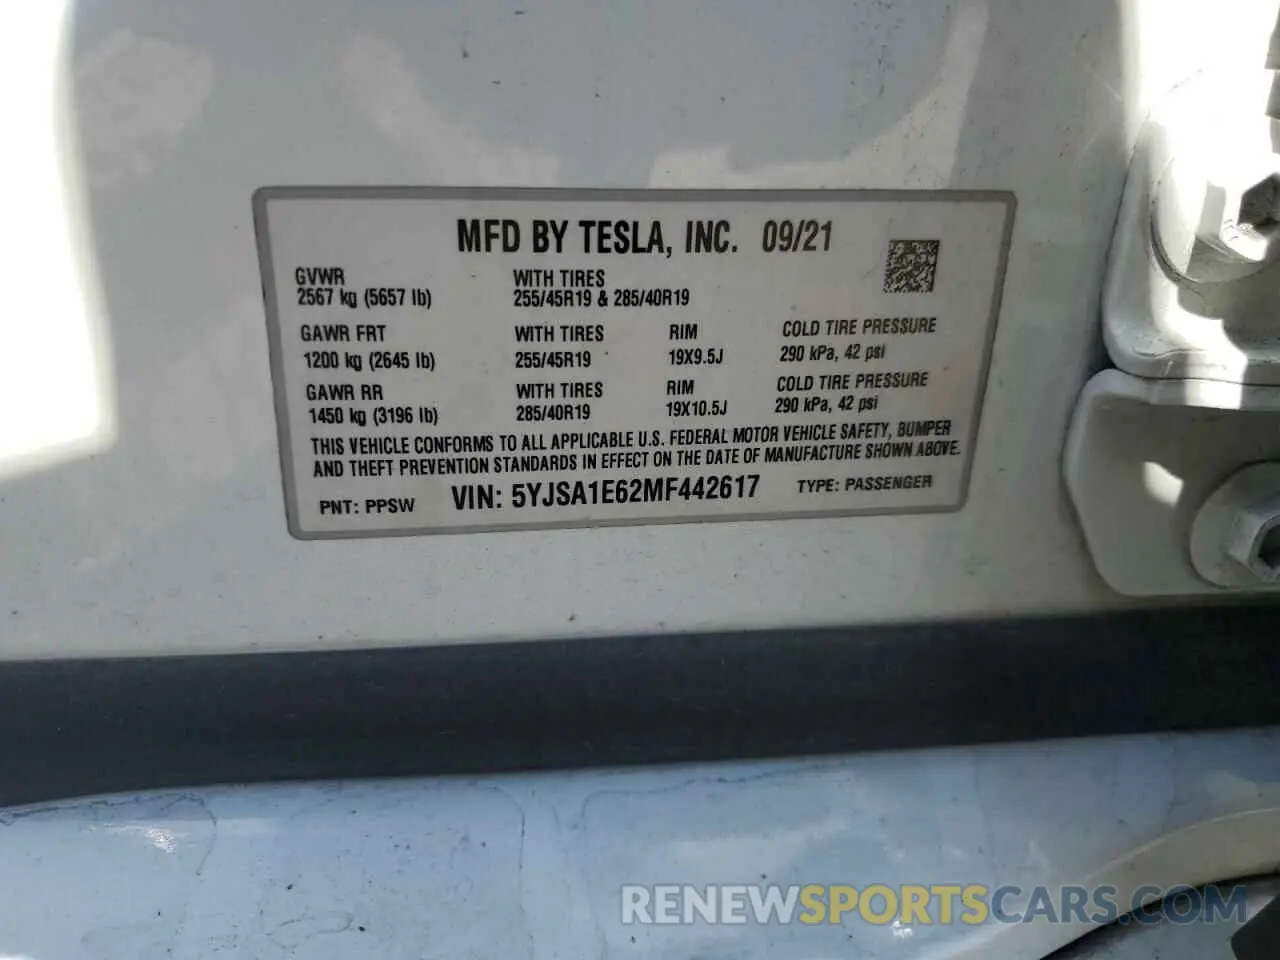 MFD BY TESLA, INC. 09/21
GVWR WITH TIRES
2567 kg (5657 lb) 255/45R19 & 285/40R19
GAWR FRT WITH TIRES RIM COLD TIRE PRESSURE
1200 kg (2645 lb) 255/45R19 19X9.5J 290 kPa, 42 psi
GAWR RR WITH TIRES RIM COLD TIRE PRESSURE
1450 kg (3196 lb) 285/40R19 19X10.5J 290 kPa, 42 psi
THIS VEHICLE CONFORMS TO ALL APPLICABLE U.S. FEDERAL MOTOR VEHICLE SAFETY, BUMPER
AND THEFT PREVENTION STANDARDS IN EFFECT ON THE DATE OF MANUFACTURE SHOWN ABOVE.
PNT: PPSW VIN: 5YJSA1E62MF442617 TYPE: PASSENGER
RENEWSPORTSCARS.COM